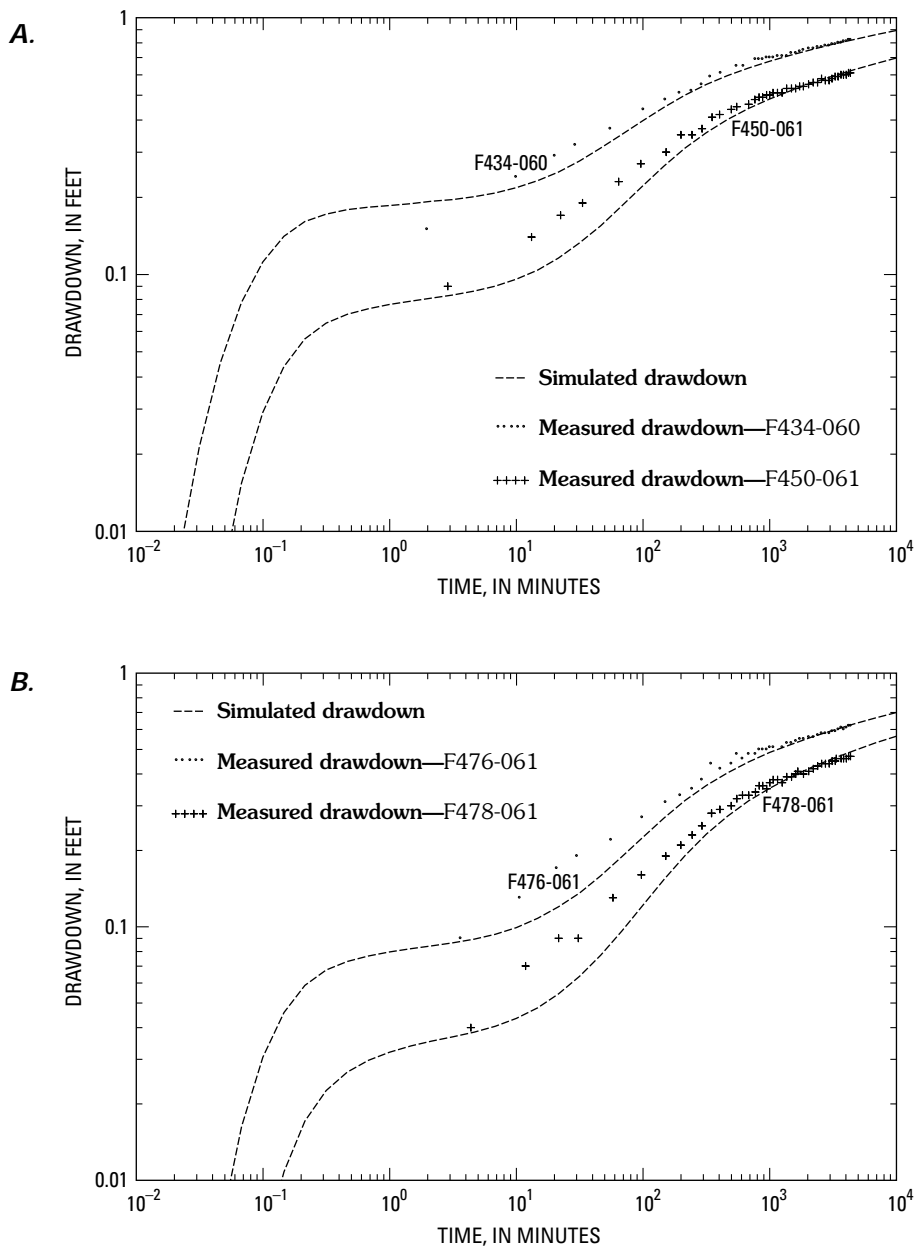 A.
1
0.1
0.01
DRAWDOWN, IN FEET
F434-060
F450-061
Simulated drawdown
Measured drawdown—F434-060
Measured drawdown—F450-061
10⁻² 10⁻¹ 10⁰ 10¹ 10² 10³ 10⁴
TIME, IN MINUTES
B.
1
0.1
0.01
DRAWDOWN, IN FEET
Simulated drawdown
Measured drawdown—F476-061
Measured drawdown—F478-061
F478-061
F476-061
10⁻² 10⁻¹ 10⁰ 10¹ 10² 10³ 10⁴
TIME, IN MINUTES